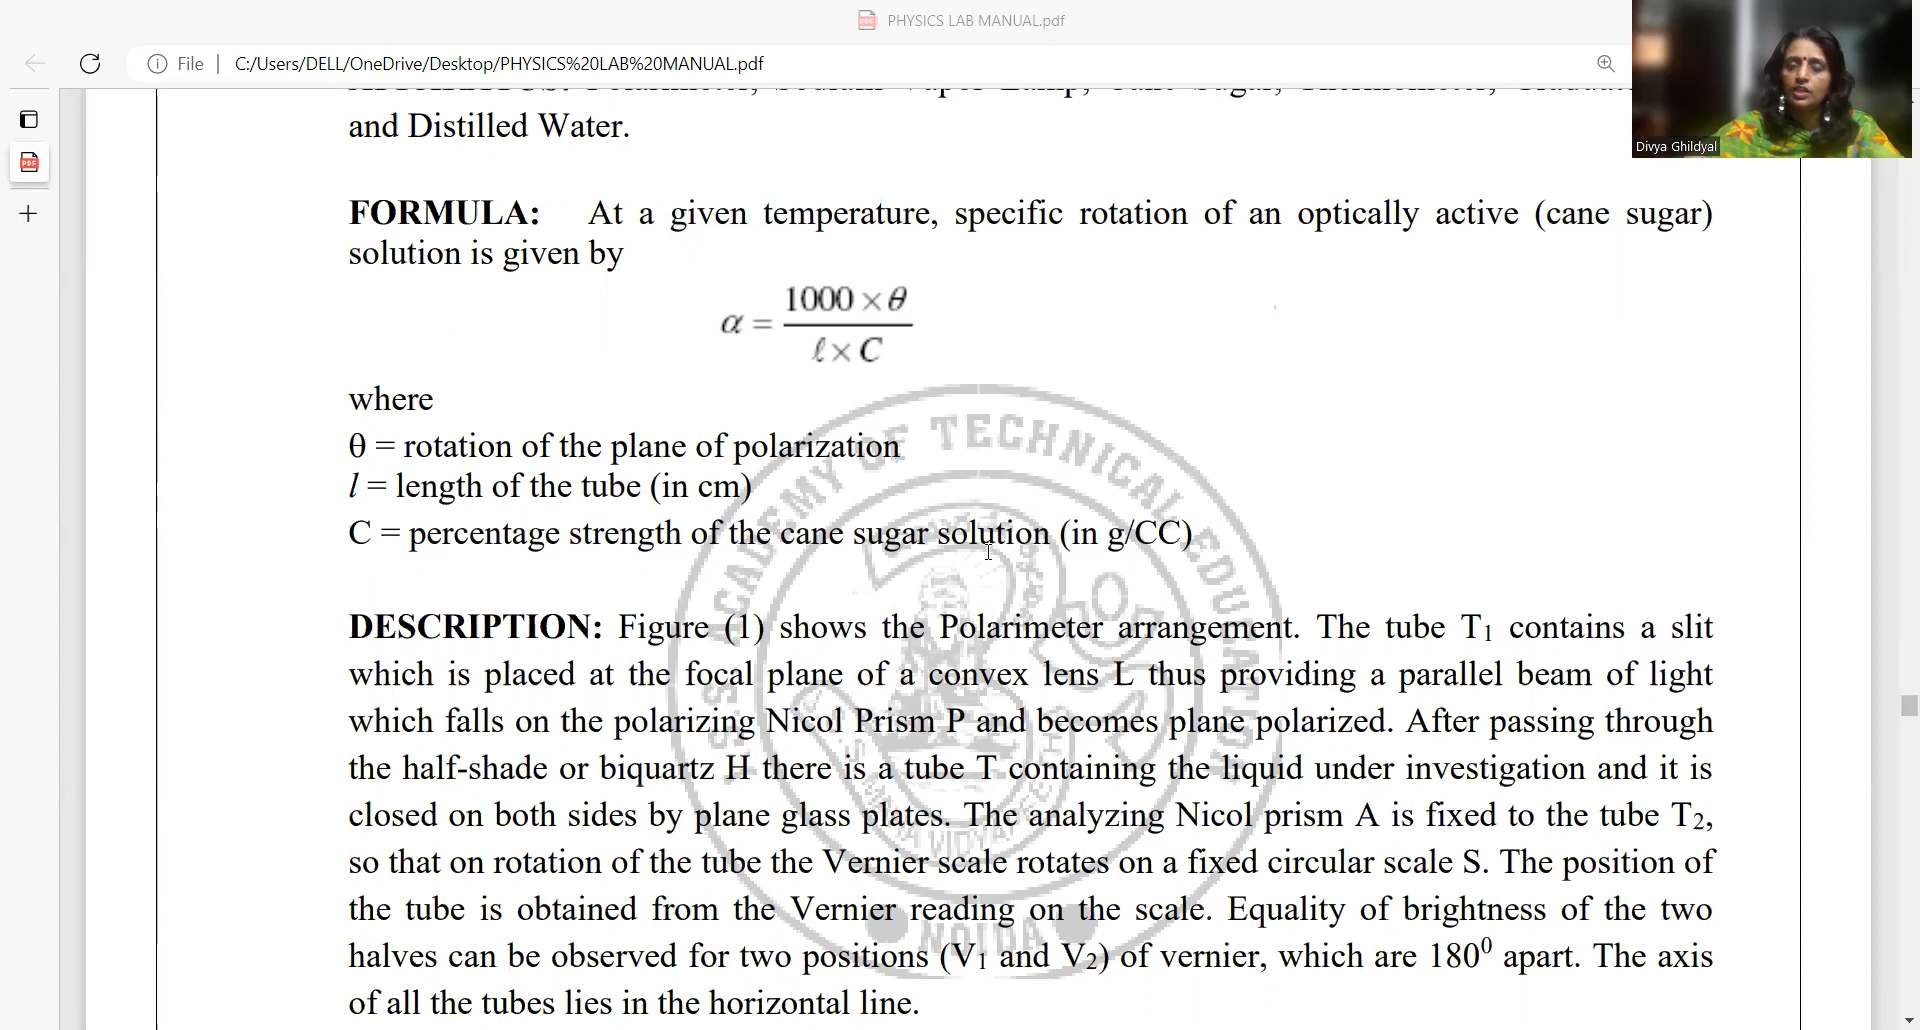 PHYSICS LAB MANUAL.pdf
File | C:/Users/DELL/OneDrive/Desktop/PHYSICS%20LAB%20MANUAL.pdf
Divya Ghildyal
and Distilled Water.
FORMULA: At a given temperature, specific rotation of an optically active (cane sugar)
solution is given by
α = 1000 × θ / ℓ × C
where
θ = rotation of the plane of polarization
l = length of the tube (in cm)
C = percentage strength of the cane sugar solution (in g/CC)
DESCRIPTION: Figure (1) shows the Polarimeter arrangement. The tube T1 contains a slit
which is placed at the focal plane of a convex lens L thus providing a parallel beam of light
which falls on the polarizing Nicol Prism P and becomes plane polarized. After passing through
the half-shade or biquartz H there is a tube T containing the liquid under investigation and it is
closed on both sides by plane glass plates. The analyzing Nicol prism A is fixed to the tube T2,
so that on rotation of the tube the Vernier scale rotates on a fixed circular scale S. The position of
the tube is obtained from the Vernier reading on the scale. Equality of brightness of the two
halves can be observed for two positions (V1 and V2) of vernier, which are 180⁰ apart. The axis
of all the tubes lies in the horizontal line.
ACADEMY OF TECHNICAL EDUCATION
NOIDA